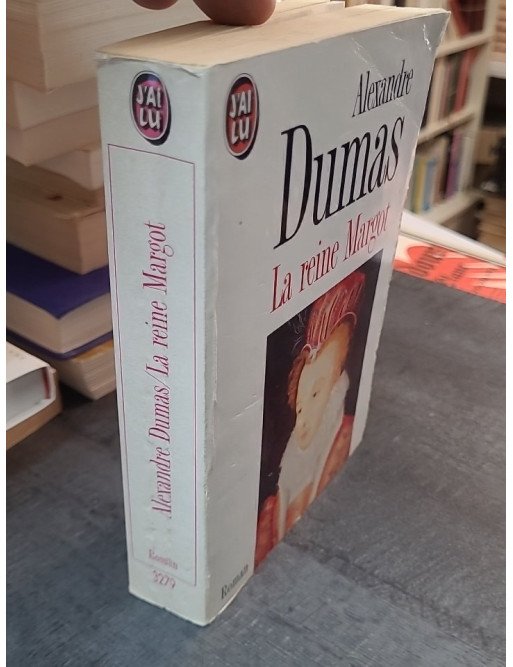 J'AI
LU
Alexandre Dumas/La reine Margot
Roman
3279
J'AI
LU
Alexandre
Dumas
La reine Margot
Roman